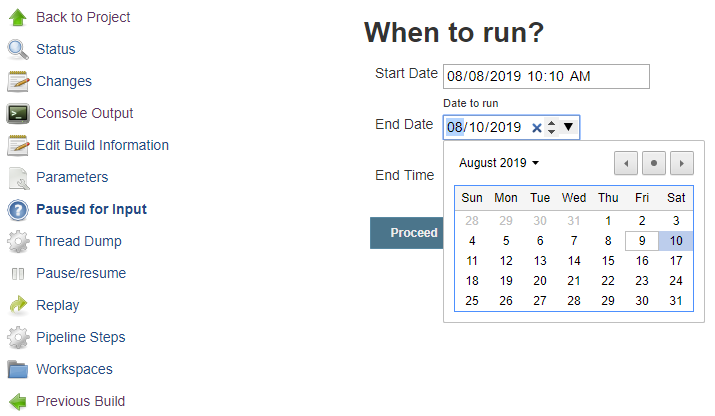 Back to Project
Status
Changes
Console Output
Edit Build Information
Parameters
Paused for Input
Thread Dump
Pause/resume
Replay
Pipeline Steps
Workspaces
Previous Build
When to run?
Start Date 08/08/2019 10:10 AM
Date to run
End Date 08/10/2019
End Time
Proceed
August 2019
Sun Mon Tue Wed Thu Fri Sat
28 29 30 31 1 2 3
4 5 6 7 8 9 10
11 12 13 14 15 16 17
18 19 20 21 22 23 24
25 26 27 28 29 30 31